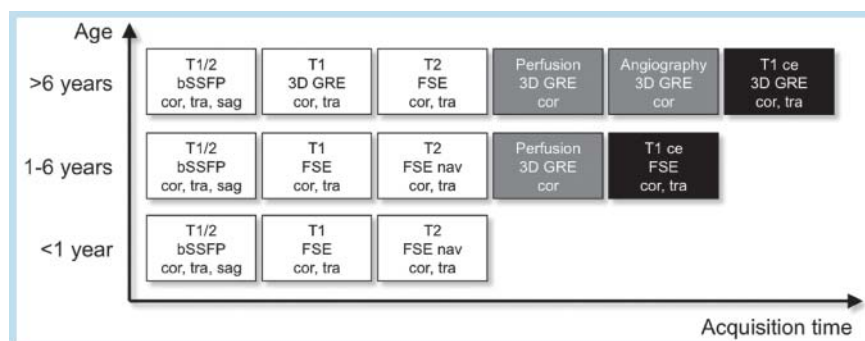 Age
>6 years
T1/2
bSSFP
cor, tra, sag
T1
3D GRE
cor, tra
T2
FSE
cor, tra
Perfusion
3D GRE
cor
Angiography
3D GRE
cor
T1 ce
3D GRE
cor, tra
1-6 years
T1/2
bSSFP
cor, tra, sag
T1
FSE
cor, tra
T2
FSE nav
cor, tra
Perfusion
3D GRE
cor
T1 ce
FSE
cor, tra
<1 year
T1/2
bSSFP
cor, tra, sag
T1
FSE
cor, tra
T2
FSE nav
cor, tra
Acquisition time